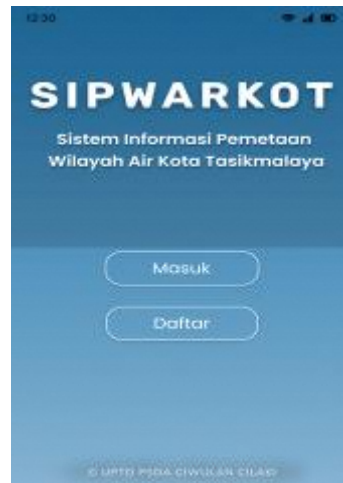 12:30
SIPWARKOT
Sistem Informasi Pemetaan
Wilayah Air Kota Tasikmalaya
Masuk
Daftar
© UPTD PSDA CIWULAN CILAKI